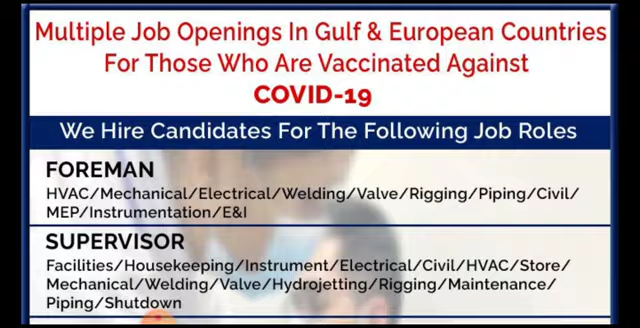 Multiple Job Openings In Gulf & European Countries
For Those Who Are Vaccinated Against
COVID-19
We Hire Candidates For The Following Job Roles
FOREMAN
HVAC/Mechanical/Electrical/Welding/Valve/Rigging/Piping/Civil/
MEP/Instrumentation/E&I
SUPERVISOR
Facilities/Housekeeping/Instrument/Electrical/Civil/HVAC/Store/
Mechanical/Welding/Valve/Hydrojetting/Rigging/Maintenance/
Piping/Shutdown